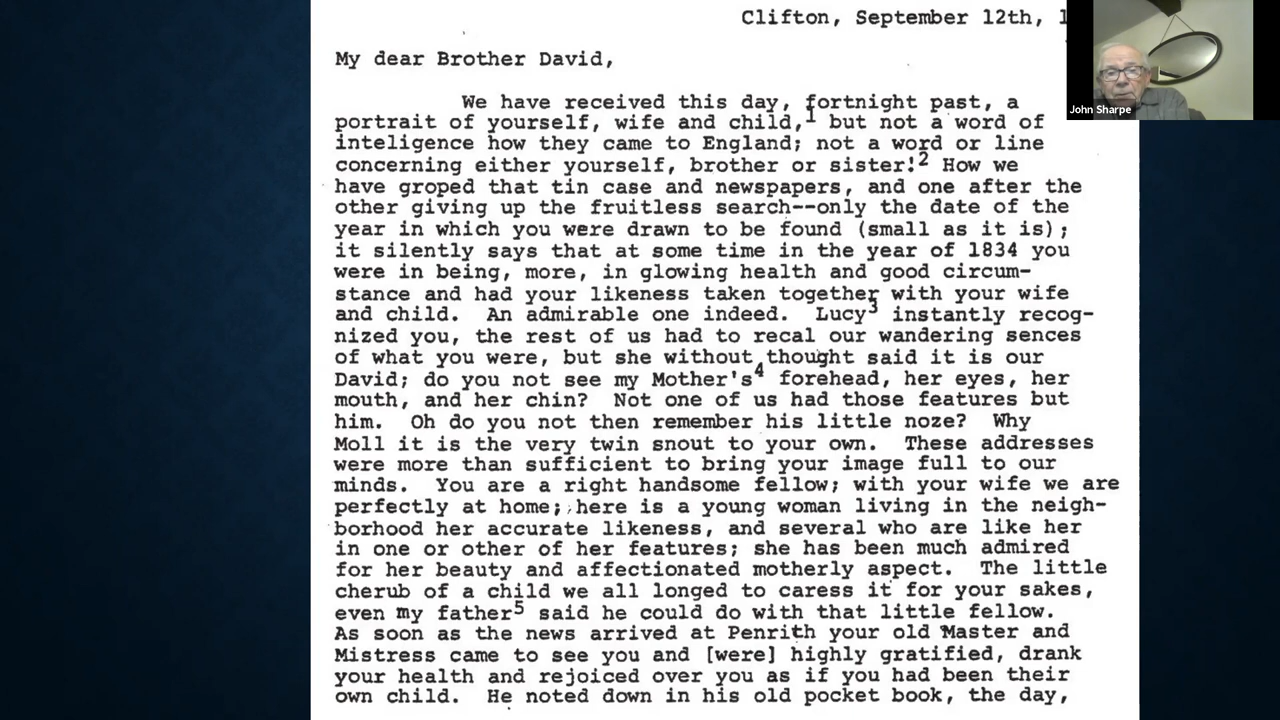 Clifton, September 12th, 1
My dear Brother David,
We have received this day, fortnight past, a
portrait of yourself, wife and child,1 but not a word of
inteligence how they came to England; not a word or line
concerning either yourself, brother or sister!2 How we
have groped that tin case and newspapers, and one after the
other giving up the fruitless search--only the date of the
year in which you were drawn to be found (small as it is);
it silently says that at some time in the year of 1834 you
were in being, more, in glowing health and good circum-
stance and had your likeness taken together with your wife
and child. An admirable one indeed. Lucy3 instantly recog-
nized you, the rest of us had to recal our wandering sences
of what you were, but she without thought said it is our
David; do you not see my Mother's4 forehead, her eyes, her
mouth, and her chin? Not one of us had those features but
him. Oh do you not then remember his little noze? Why
Moll it is the very twin snout to your own. These addresses
were more than sufficient to bring your image full to our
minds. You are a right handsome fellow; with your wife we are
perfectly at home; here is a young woman living in the neigh-
borhood her accurate likeness, and several who are like her
in one or other of her features; she has been much admired
for her beauty and affectionated motherly aspect. The little
cherub of a child we all longed to caress it for your sakes,
even my father5 said he could do with that little fellow.
As soon as the news arrived at Penrith your old Master and
Mistress came to see you and [were] highly gratified, drank
your health and rejoiced over you as if you had been their
own child. He noted down in his old pocket book, the day,
John Sharpe